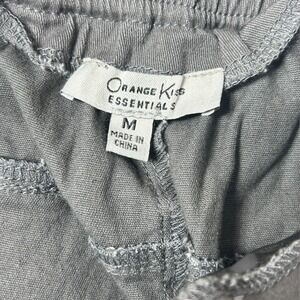 ORANGE KISS
ESSENTIALS
M
MADE IN
CHINA